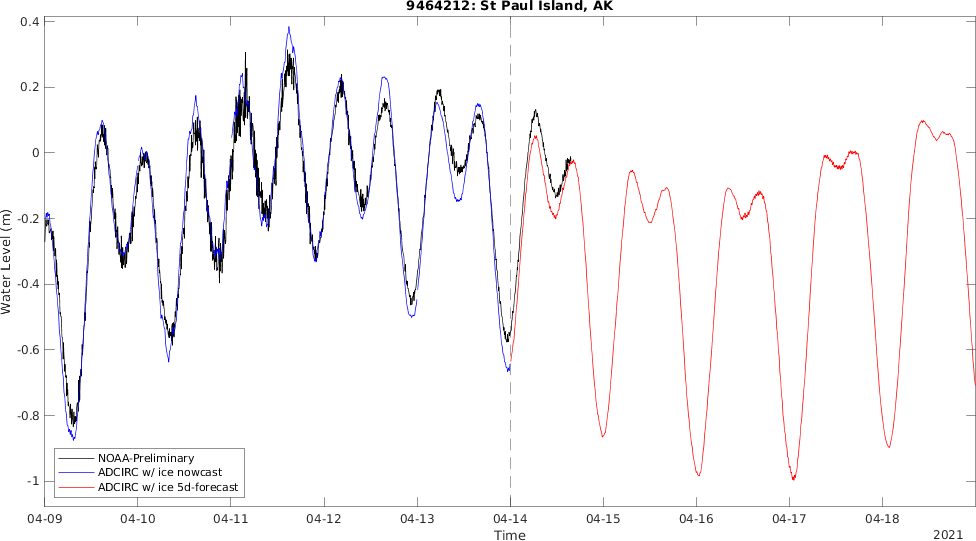 9464212: St Paul Island, AK
0.4
0.2
0
-0.2
-0.4
-0.6
-0.8
-1
Water Level (m)
NOAA-Preliminary
ADCIRC w/ ice nowcast
ADCIRC w/ ice 5d-forecast
04-09 04-10 04-11 04-12 04-13 04-14 04-15 04-16 04-17 04-18
Time
2021